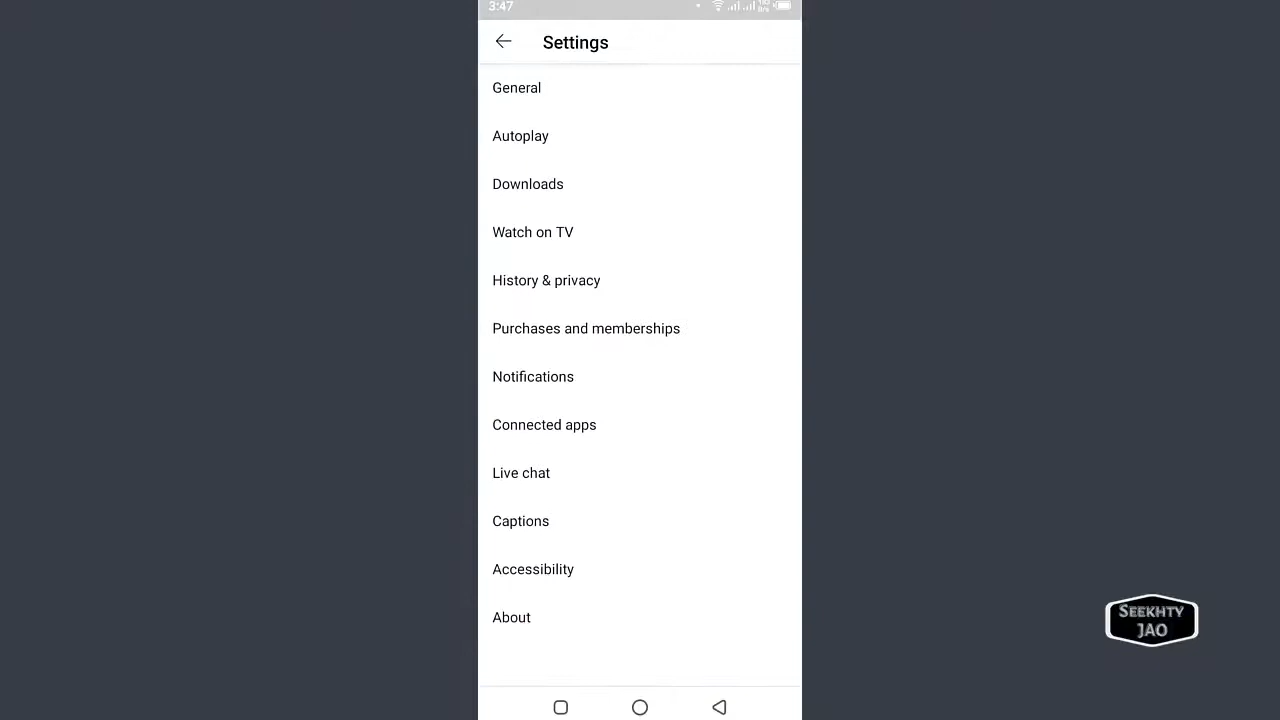 3:47
Settings
General
Autoplay
Downloads
Watch on TV
History & privacy
Purchases and memberships
Notifications
Connected apps
Live chat
Captions
Accessibility
About
SEEKHTY
JAO